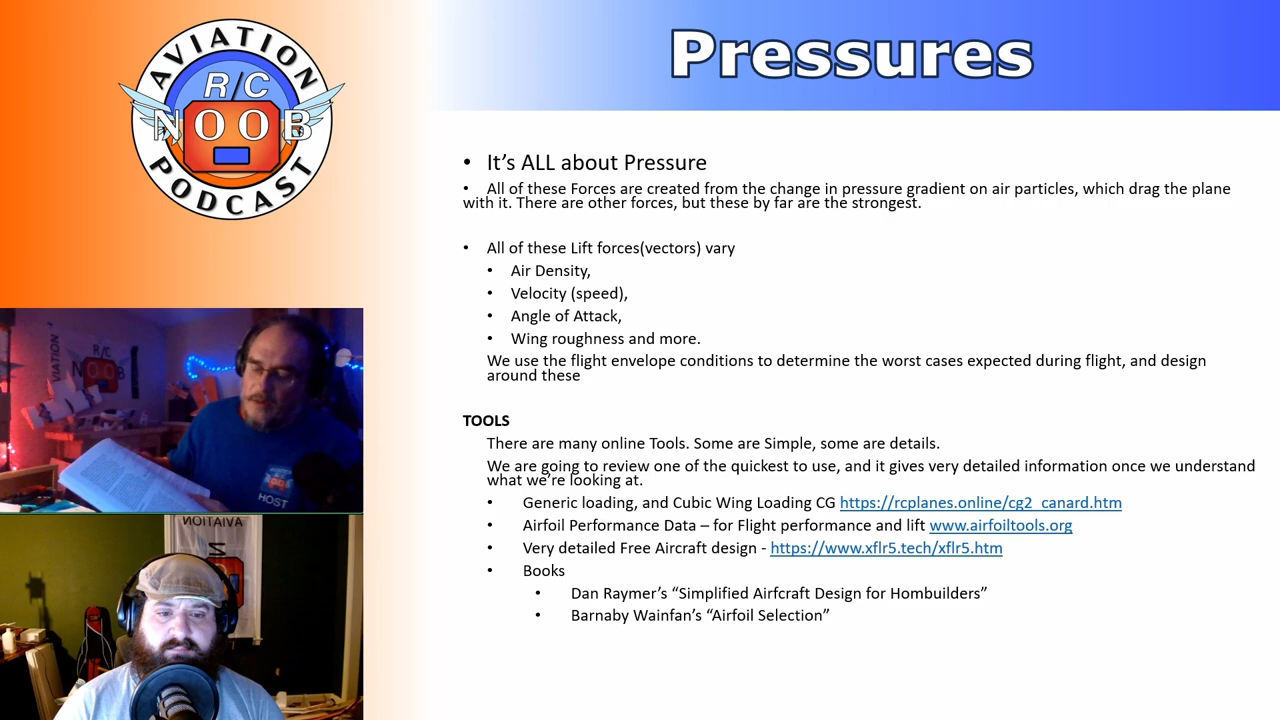 AVIATION
R/C
NOOB
PODCAST
Pressures
• It's ALL about Pressure
• All of these Forces are created from the change in pressure gradient on air particles, which drag the plane
with it. There are other forces, but these by far are the strongest.
• All of these Lift forces(vectors) vary
• Air Density,
• Velocity (speed),
• Angle of Attack,
• Wing roughness and more.
We use the flight envelope conditions to determine the worst cases expected during flight, and design
around these
TOOLS
There are many online Tools. Some are Simple, some are details.
We are going to review one of the quickest to use, and it gives very detailed information once we understand
what we're looking at.
• Generic loading, and Cubic Wing Loading CG https://rcplanes.online/cg2_canard.htm
• Airfoil Performance Data – for Flight performance and lift www.airfoiltools.org
• Very detailed Free Aircraft design - https://www.xflr5.tech/xflr5.htm
• Books
• Dan Raymer's “Simplified Airfcraft Design for Hombuilders”
• Barnaby Wainfan's “Airfoil Selection”
VIATION
R/C
NOOB
HOST
AVIATION